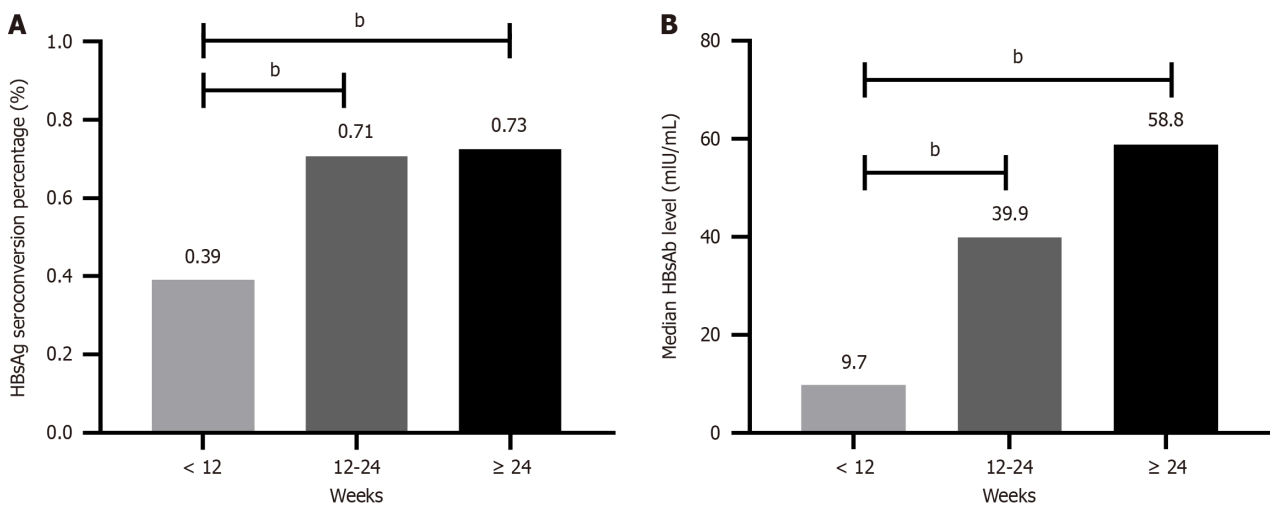 A
HBsAg seroconversion percentage (%)
1.0
0.8
0.6
0.4
0.2
0.0
b
b
0.39
0.71
0.73
< 12
12-24
≥ 24
Weeks
B
Median HBsAb level (mIU/mL)
80
60
40
20
0
b
b
9.7
39.9
58.8
< 12
12-24
≥ 24
Weeks